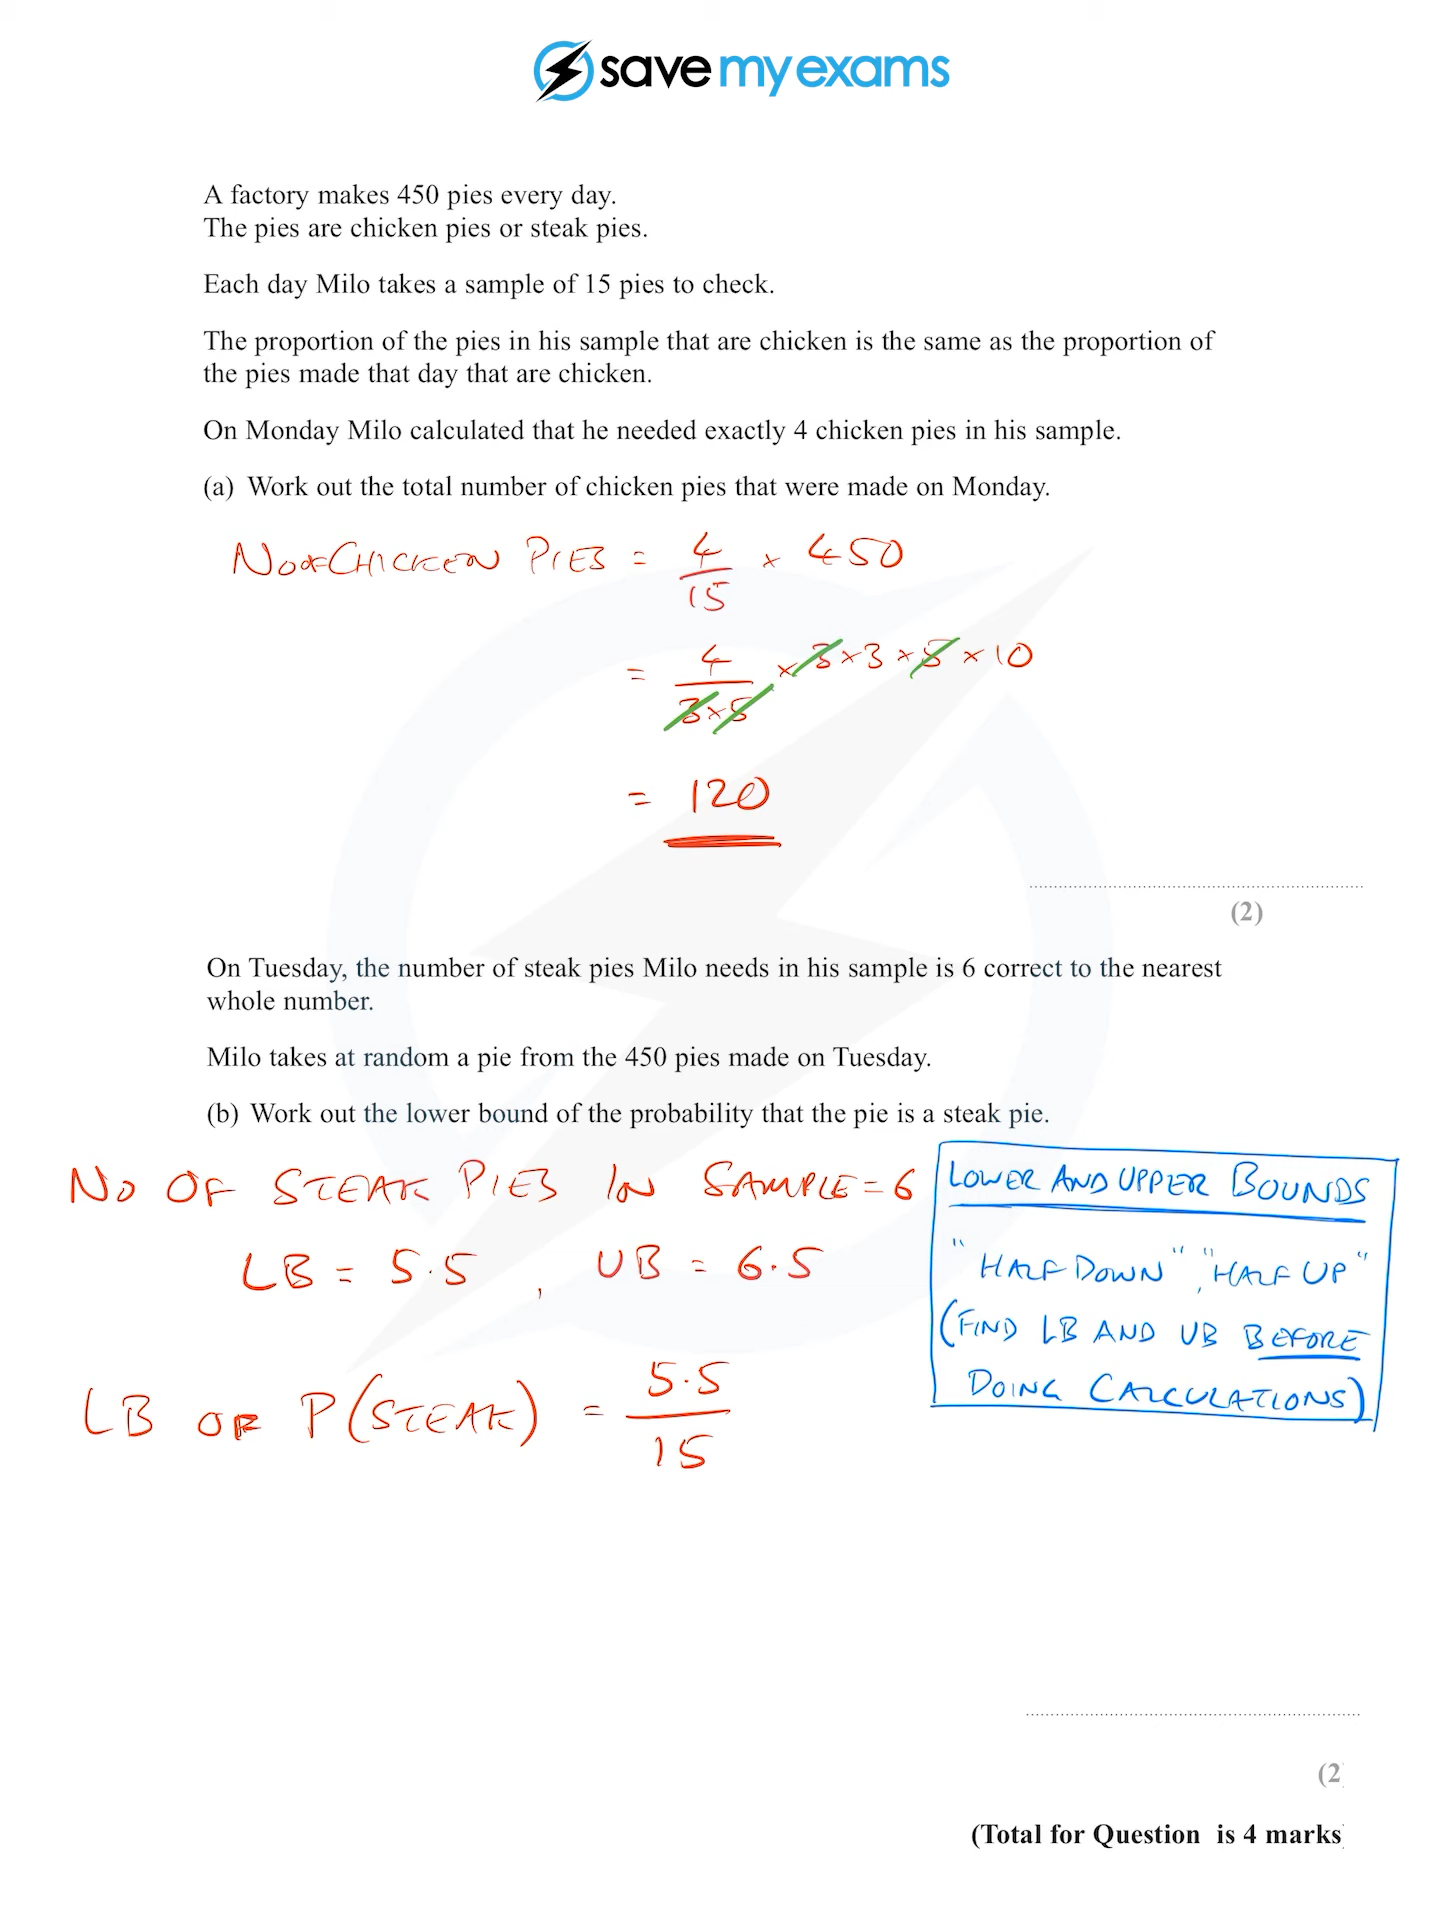 save my exams
A factory makes 450 pies every day.
The pies are chicken pies or steak pies.
Each day Milo takes a sample of 15 pies to check.
The proportion of the pies in his sample that are chicken is the same as the proportion of
the pies made that day that are chicken.
On Monday Milo calculated that he needed exactly 4 chicken pies in his sample.
(a) Work out the total number of chicken pies that were made on Monday.
NO OF CHICKEN PIES = 4/15 × 450
= 4/(3×5) × 3 × 3 × 5 × 10
= 120
(2)
On Tuesday, the number of steak pies Milo needs in his sample is 6 correct to the nearest
whole number.
Milo takes at random a pie from the 450 pies made on Tuesday.
(b) Work out the lower bound of the probability that the pie is a steak pie.
NO OF STEAK PIES IN SAMPLE = 6
LB = 5.5 , UB = 6.5
LB OF P(STEAK) = 5.5/15
LOWER AND UPPER BOUNDS
"HALF DOWN", "HALF UP"
(FIND LB AND UB BEFORE
DOING CALCULATIONS)
(2
(Total for Question is 4 marks